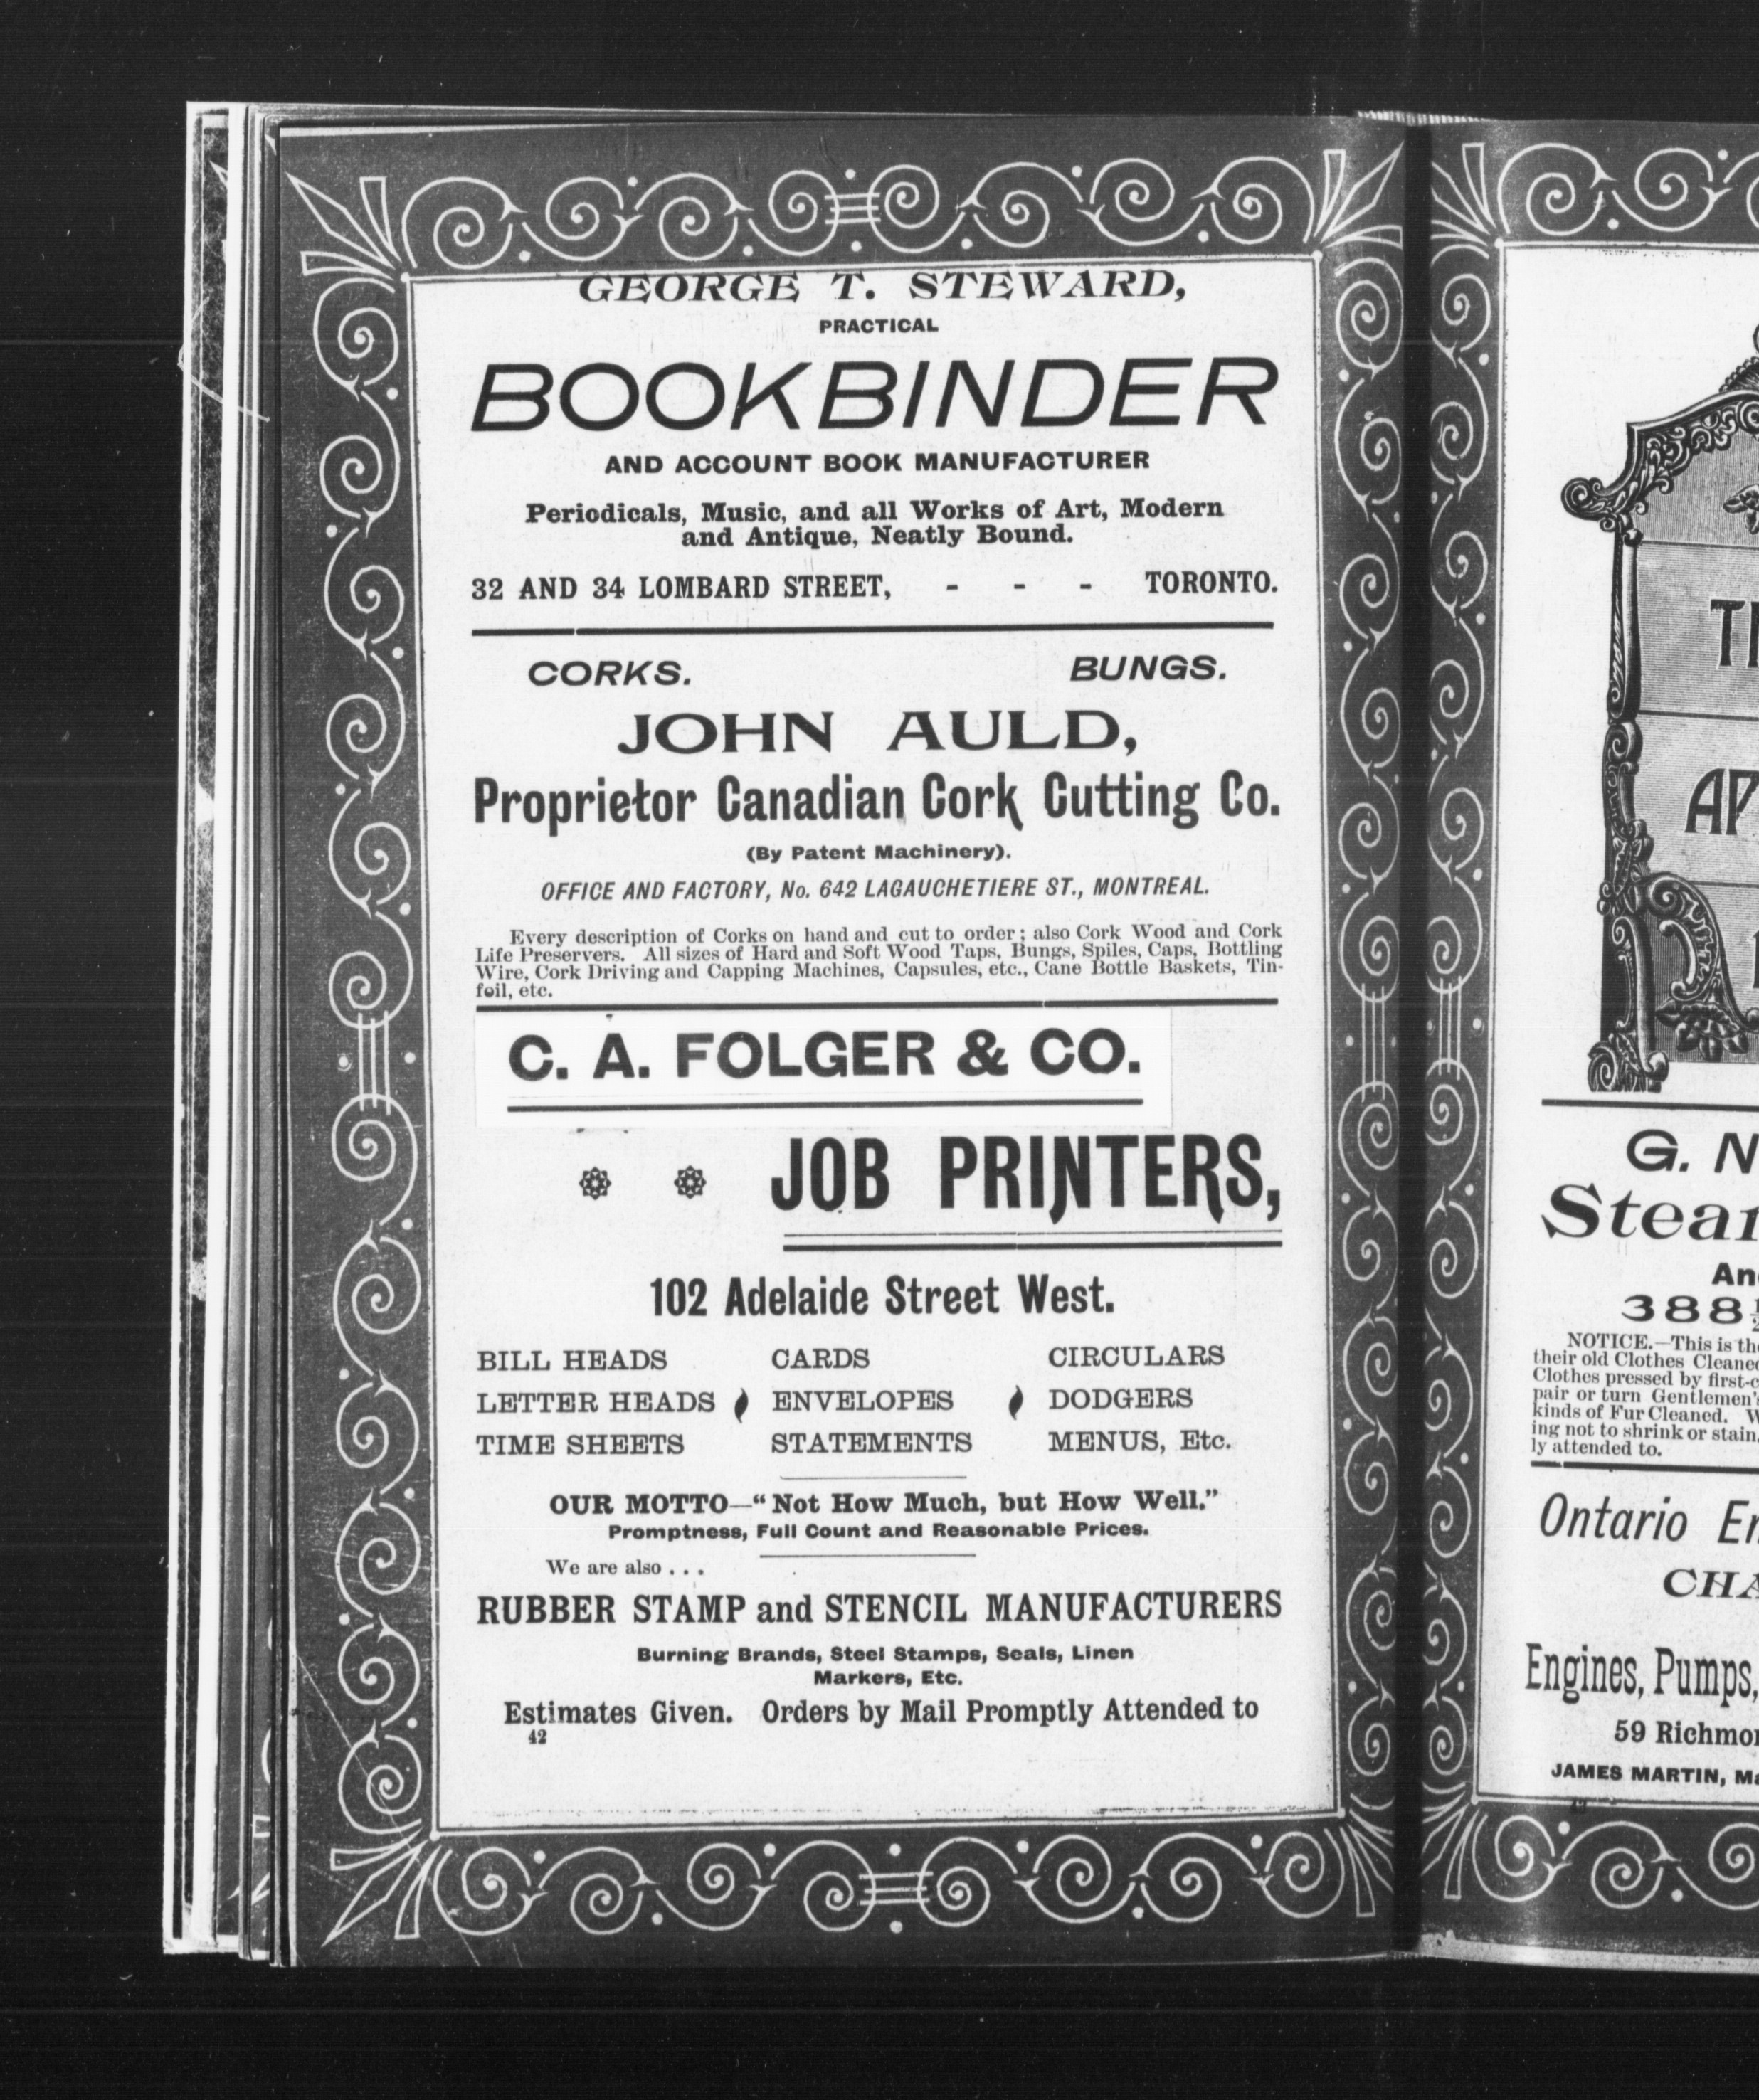 GEORGE T. STEWARD,
PRACTICAL
BOOKBINDER
AND ACCOUNT BOOK MANUFACTURER
Periodicals, Music, and all Works of Art, Modern
and Antique, Neatly Bound.
32 AND 34 LOMBARD STREET, - - - TORONTO.
CORKS. BUNGS.
JOHN AULD,
Proprietor Canadian Cork Cutting Co.
(By Patent Machinery).
OFFICE AND FACTORY, No. 642 LAGAUCHETIERE ST., MONTREAL.
Every description of Corks on hand and cut to order; also Cork Wood and Cork
Life Preservers. All sizes of Hard and Soft Wood Taps, Bungs, Spiles, Caps, Bottling
Wire, Cork Driving and Capping Machines, Capsules, etc., Cane Bottle Baskets, Tin-
foil, etc.
C. A. FOLGER & CO.
JOB PRINTERS,
102 Adelaide Street West.
BILL HEADS CARDS CIRCULARS
LETTER HEADS ENVELOPES DODGERS
TIME SHEETS STATEMENTS MENUS, Etc.
OUR MOTTO—“Not How Much, but How Well.”
Promptness, Full Count and Reasonable Prices.
We are also . . .
RUBBER STAMP and STENCIL MANUFACTURERS
Burning Brands, Steel Stamps, Seals, Linen
Markers, Etc.
Estimates Given. Orders by Mail Promptly Attended to
42
G. N
Stea
An
388½
NOTICE.—This is th
their old Clothes Cleane
Clothes pressed by first-c
pair or turn Gentlemen's
kinds of Fur Cleaned. W
ing not to shrink or stain,
ly attended to.
Ontario En
CHA
Engines, Pumps,
59 Richmo
JAMES MARTIN, Ma